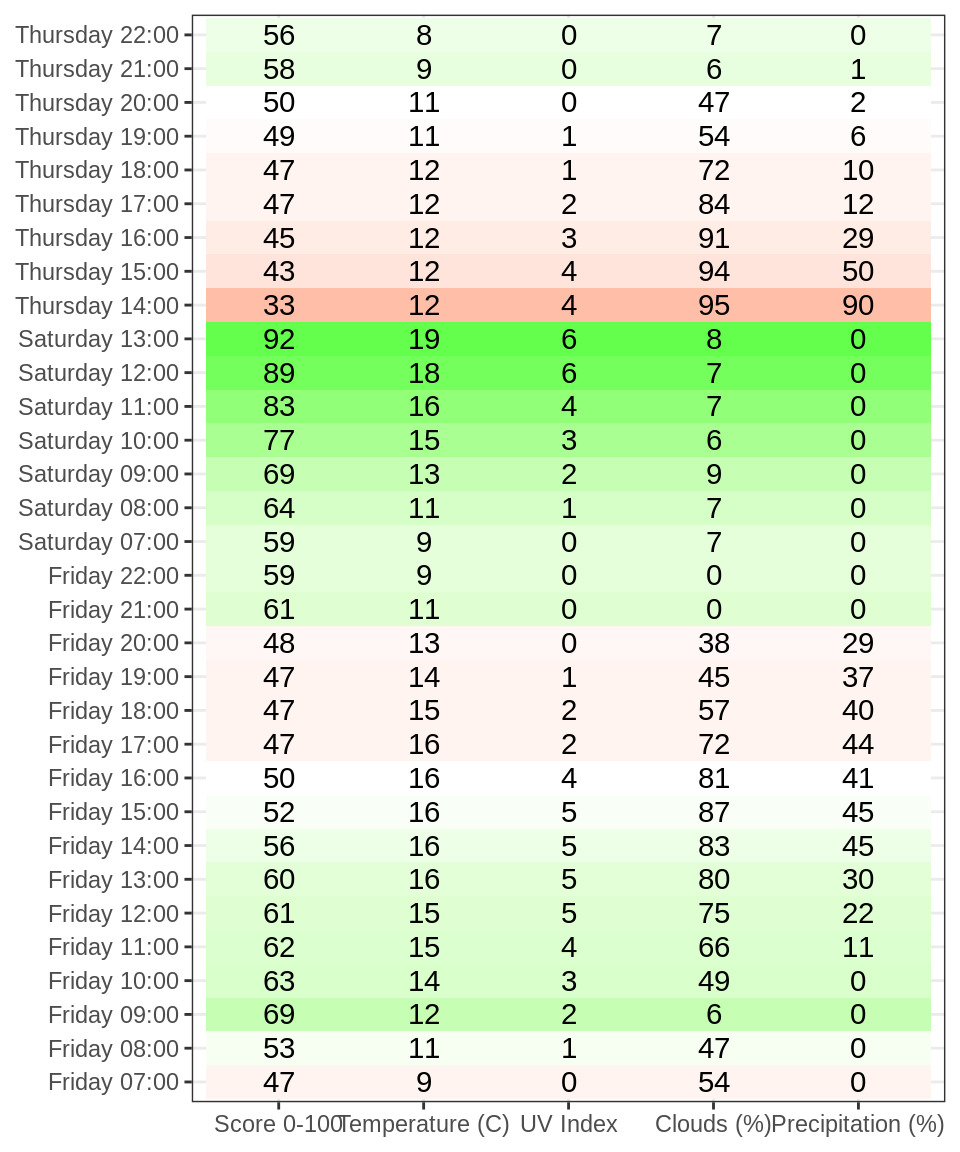 Thursday 22:00 56 8 0 7 0
Thursday 21:00 58 9 0 6 1
Thursday 20:00 50 11 0 47 2
Thursday 19:00 49 11 1 54 6
Thursday 18:00 47 12 1 72 10
Thursday 17:00 47 12 2 84 12
Thursday 16:00 45 12 3 91 29
Thursday 15:00 43 12 4 94 50
Thursday 14:00 33 12 4 95 90
Saturday 13:00 92 19 6 8 0
Saturday 12:00 89 18 6 7 0
Saturday 11:00 83 16 4 7 0
Saturday 10:00 77 15 3 6 0
Saturday 09:00 69 13 2 9 0
Saturday 08:00 64 11 1 7 0
Saturday 07:00 59 9 0 7 0
Friday 22:00 59 9 0 0 0
Friday 21:00 61 11 0 0 0
Friday 20:00 48 13 0 38 29
Friday 19:00 47 14 1 45 37
Friday 18:00 47 15 2 57 40
Friday 17:00 47 16 2 72 44
Friday 16:00 50 16 4 81 41
Friday 15:00 52 16 5 87 45
Friday 14:00 56 16 5 83 45
Friday 13:00 60 16 5 80 30
Friday 12:00 61 15 5 75 22
Friday 11:00 62 15 4 66 11
Friday 10:00 63 14 3 49 0
Friday 09:00 69 12 2 6 0
Friday 08:00 53 11 1 47 0
Friday 07:00 47 9 0 54 0
Score 0-100 Temperature (C) UV Index Clouds (%) Precipitation (%)